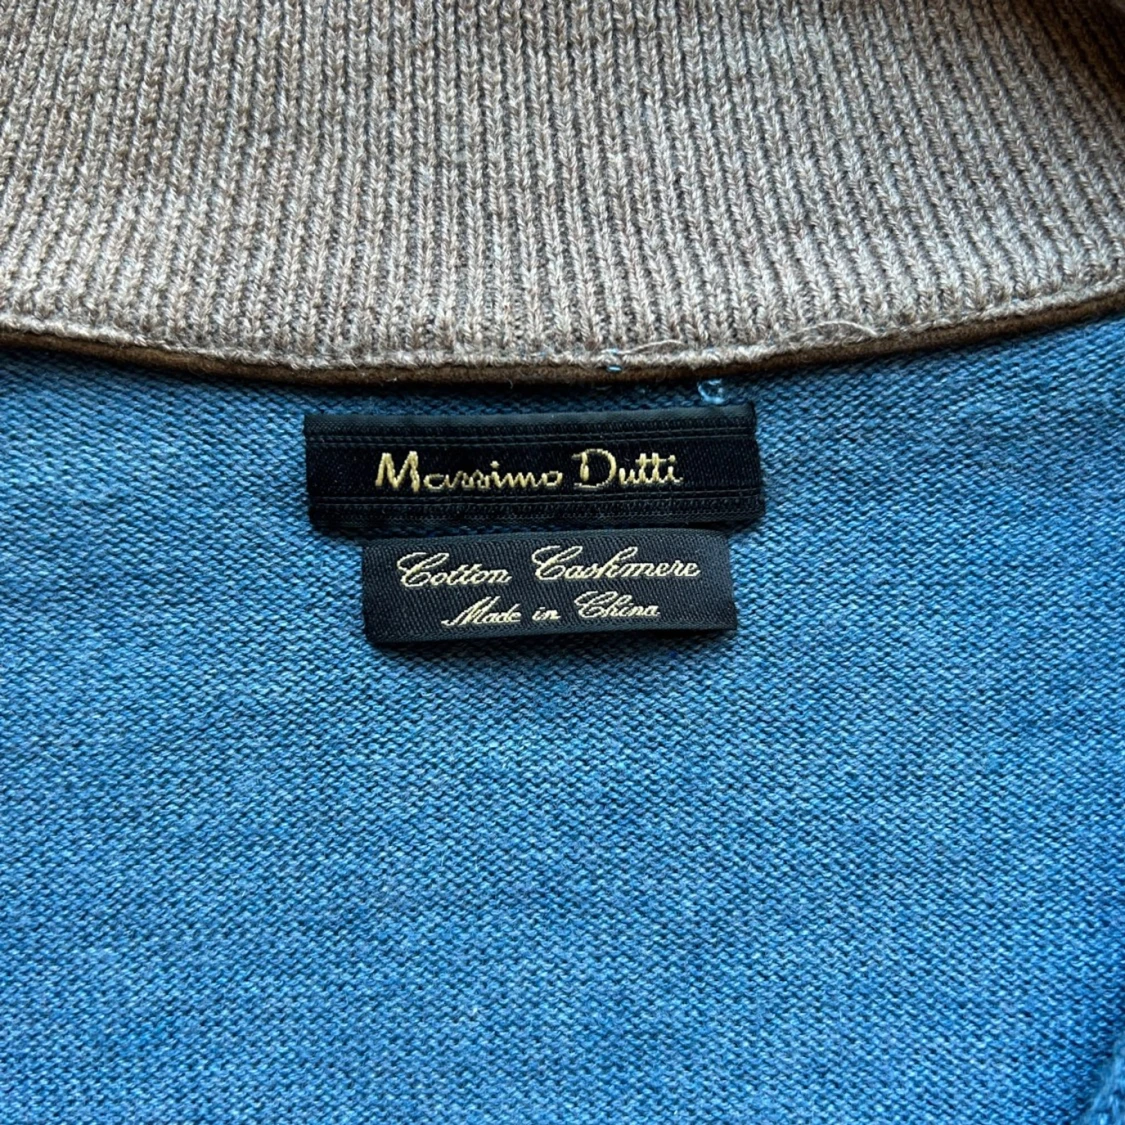 Massimo Dutti
Cotton Cashmere
Made in China